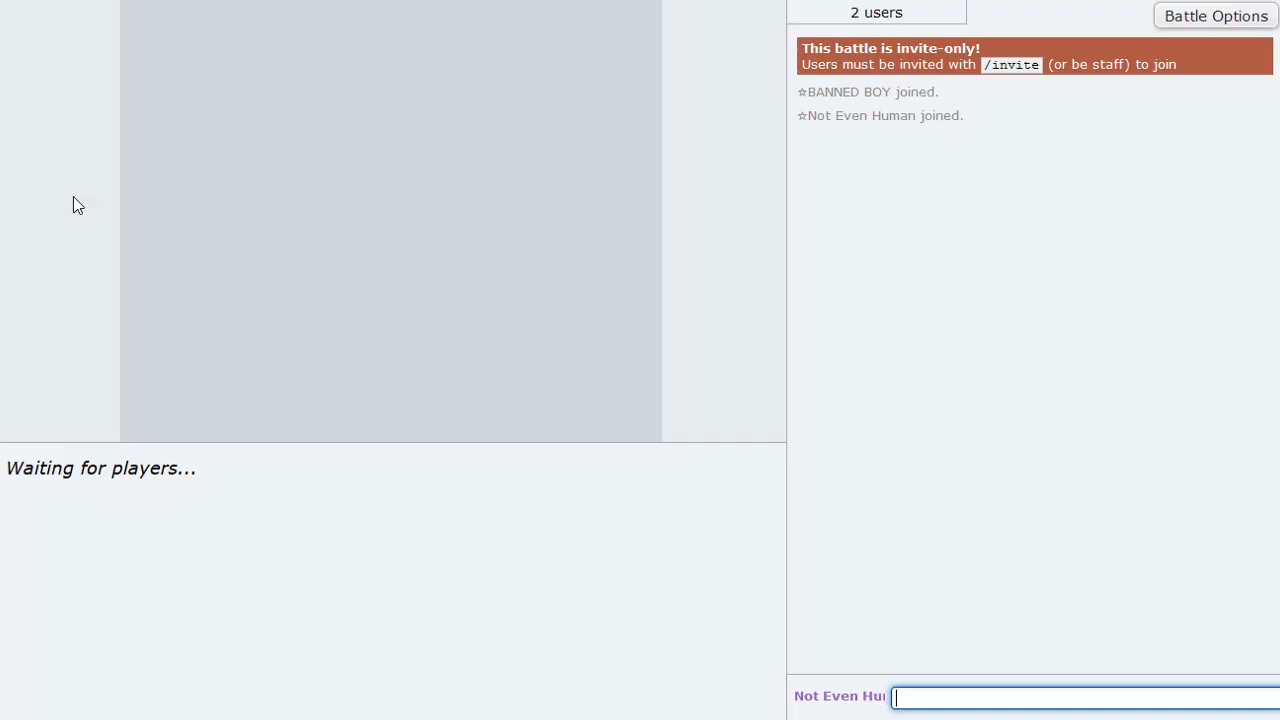 2 users
Battle Options
This battle is invite-only!
Users must be invited with /invite (or be staff) to join
☆BANNED BOY joined.
☆Not Even Human joined.
Waiting for players...
Not Even Hu